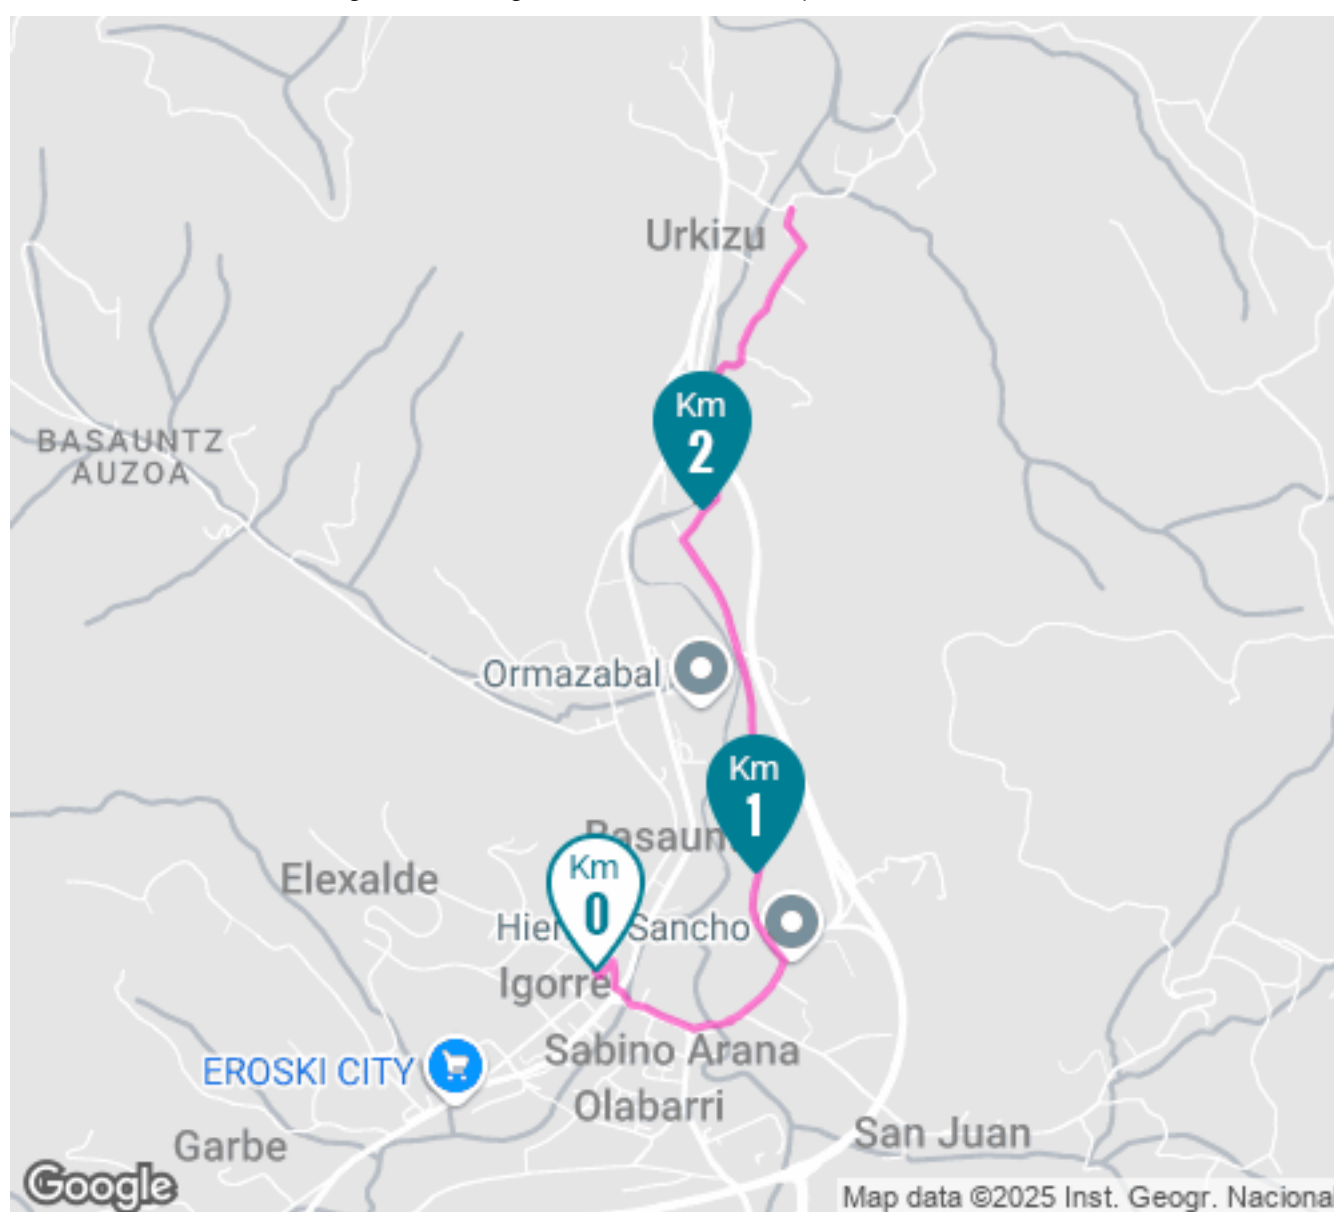 Urkizu
Km
2
BASAUNTZ
AUZOA
Ormazabal
Km
1
Elexalde
Km
0
Sancho
Igorre
Sabino Arana
EROSKI CITY
Olabarri
San Juan
Garbe
Google
Map data ©2025 Inst. Geogr. Nacional